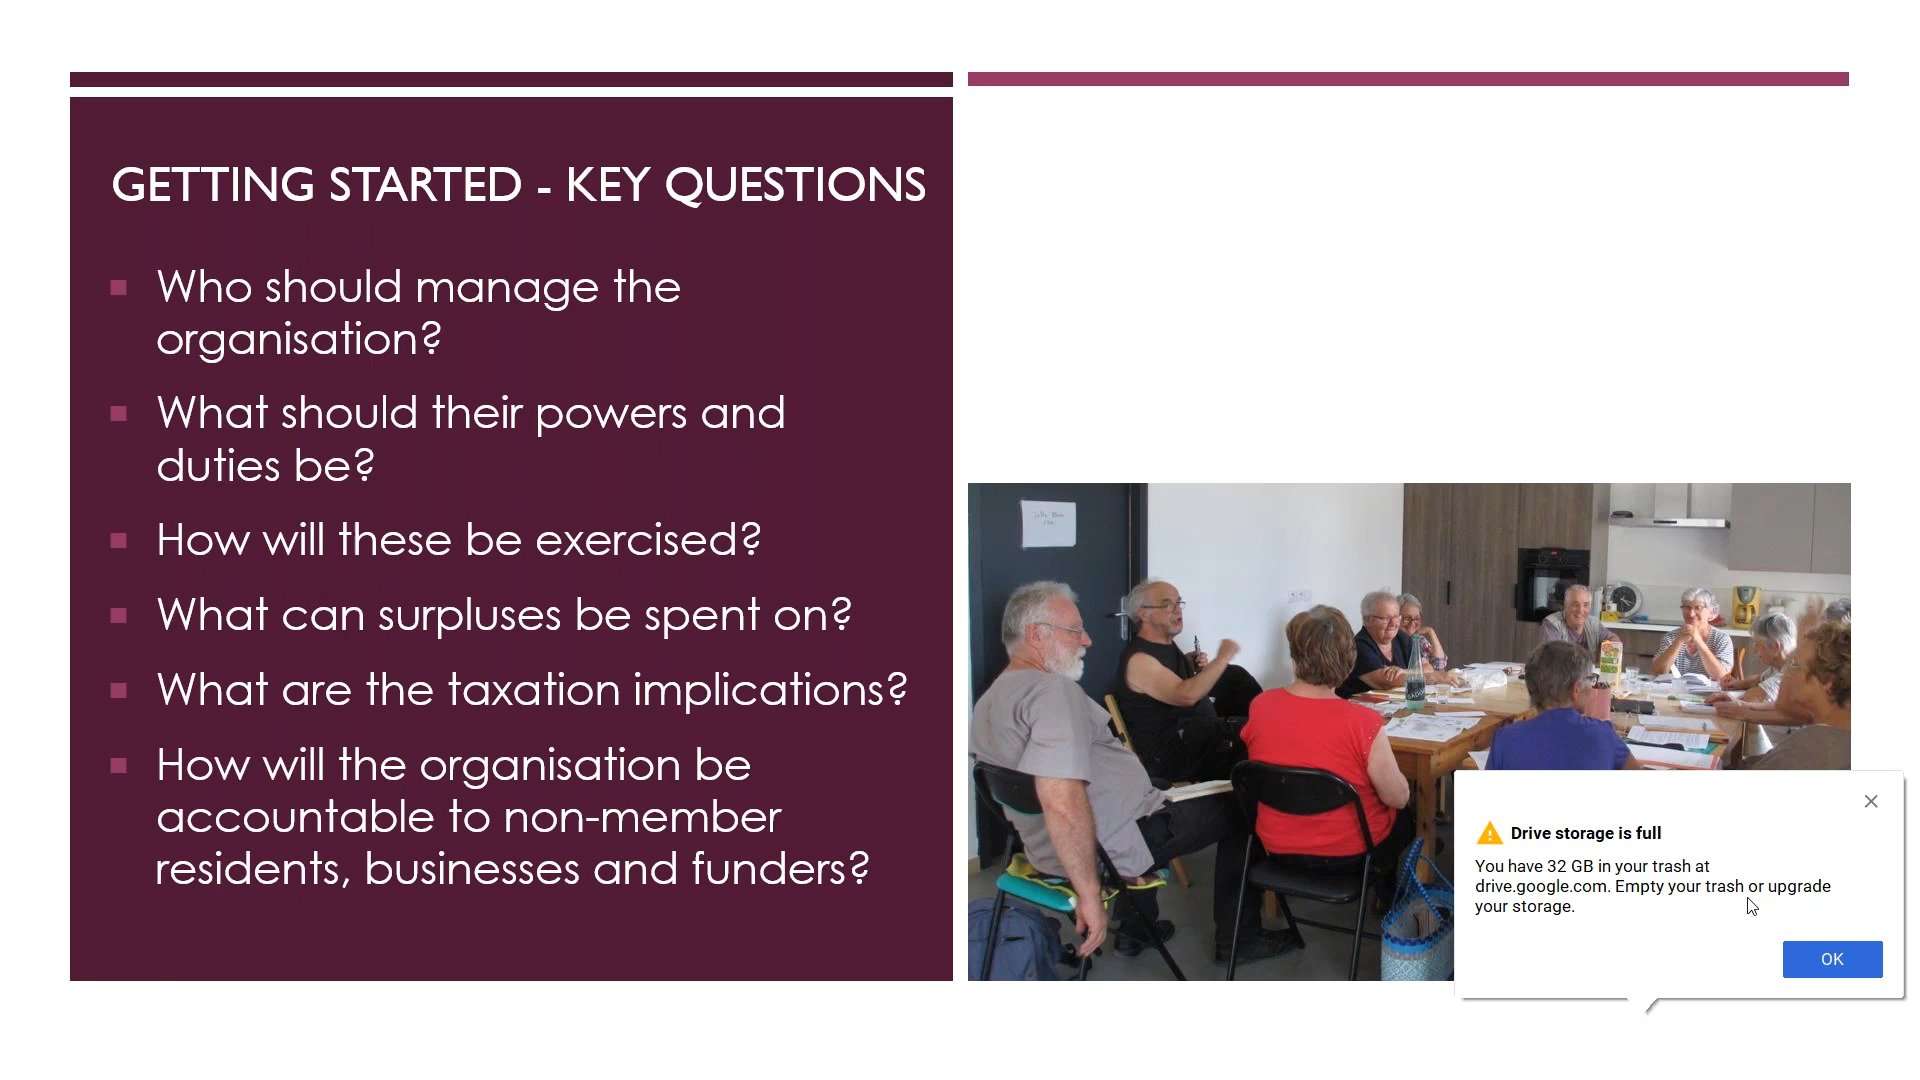 GETTING STARTED - KEY QUESTIONS
Who should manage the
organisation?
What should their powers and
duties be?
How will these be exercised?
What can surpluses be spent on?
What are the taxation implications?
How will the organisation be
accountable to non-member
residents, businesses and funders?
Drive storage is full
You have 32 GB in your trash at
drive.google.com. Empty your trash or upgrade
your storage.
OK